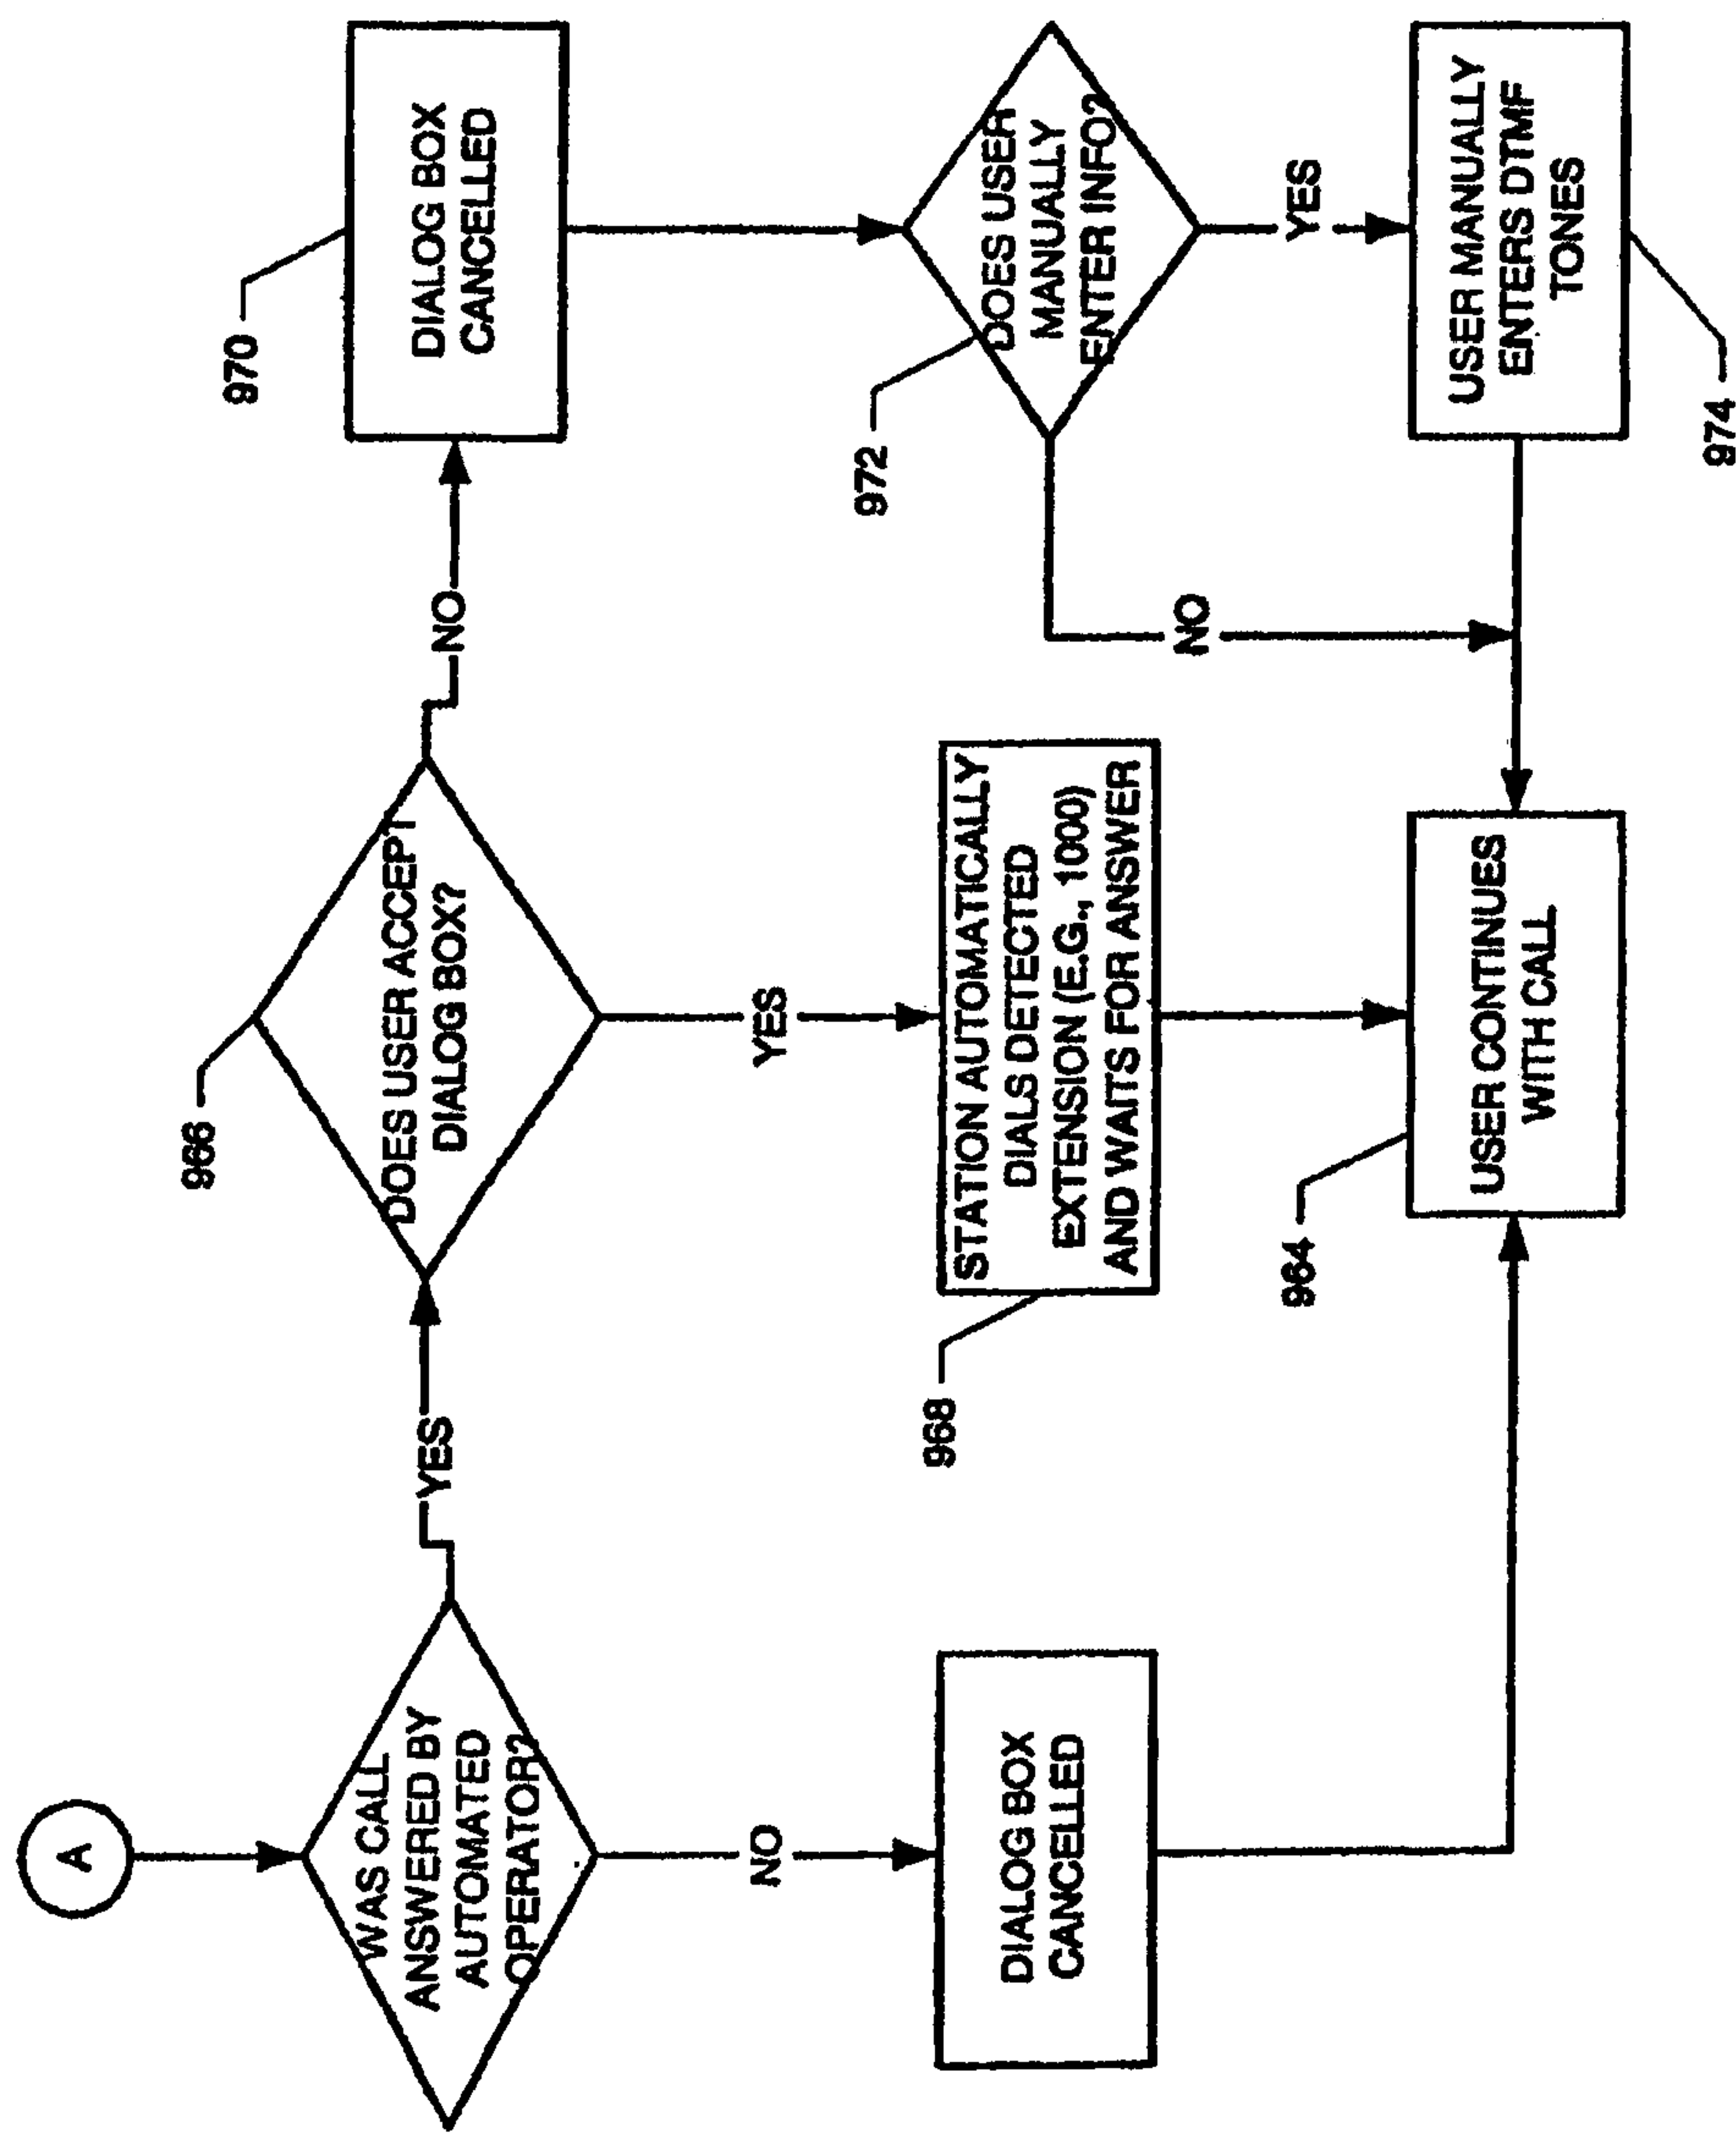 A
WAS CALL
ANSWERED BY
AUTOMATED
OPERATOR?
YES
NO
DIALOG BOX
CANCELLED
966
DOES USER ACCEPT
DIALOG BOX?
NO
YES
968
STATION AUTOMATICALLY
DIALS DETECTED
EXTENSION (E.G., 1000)
AND WAITS FOR ANSWER
964
USER CONTINUES
WITH CALL
970
DIALOG BOX
CANCELLED
972
DOES USER
MANUALLY
ENTER INFO?
NO
YES
USER MANUALLY
ENTERS DTMF
TONES
974